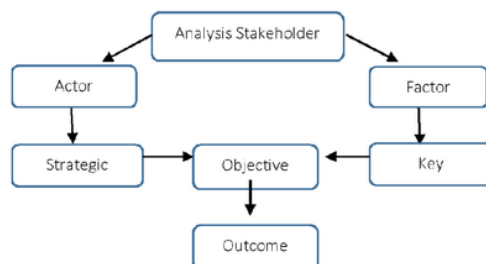 Analysis Stakeholder
Actor
Factor
Strategic
Objective
Key
Outcome